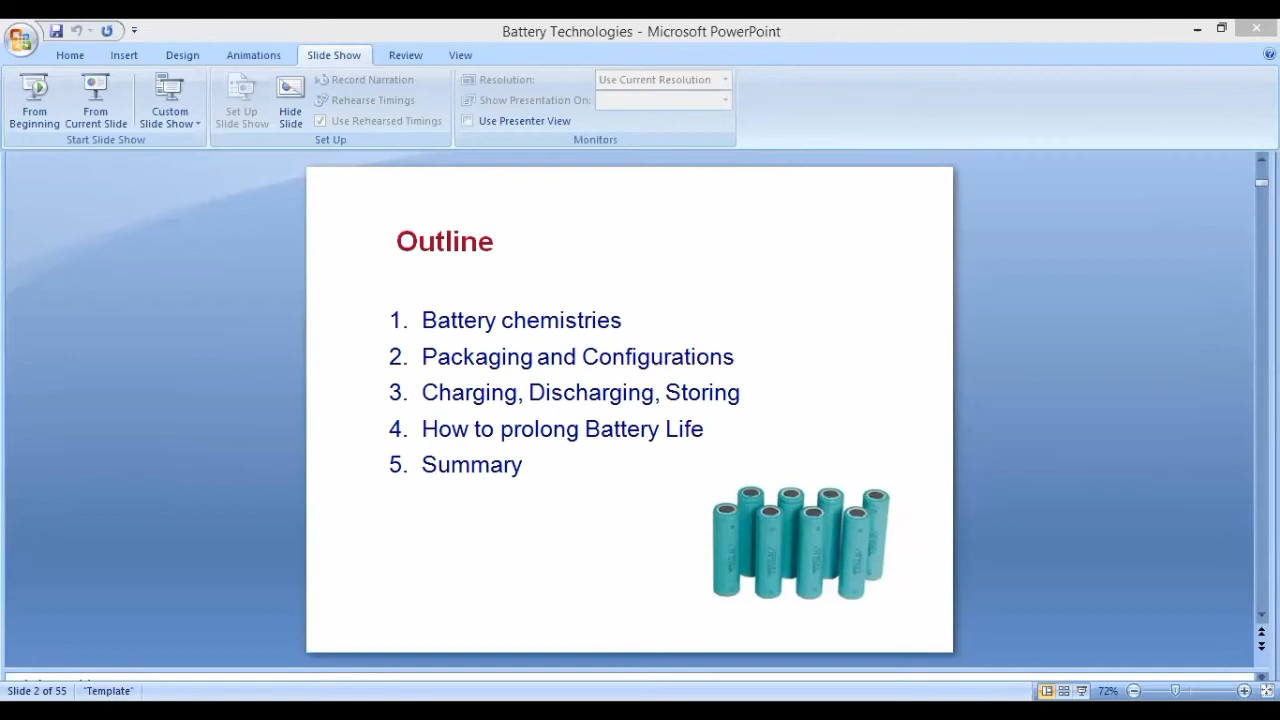 Battery Technologies - Microsoft PowerPoint
Home Insert Design Animations Slide Show Review View
From Beginning
From Current Slide
Custom Slide Show
Set Up Slide Show
Hide Slide
Record Narration
Rehearse Timings
Use Rehearsed Timings
Resolution: Use Current Resolution
Show Presentation On:
Use Presenter View
Start Slide Show Set Up Monitors
Outline
1. Battery chemistries
2. Packaging and Configurations
3. Charging, Discharging, Storing
4. How to prolong Battery Life
5. Summary
Slide 2 of 55 "Template" 72%